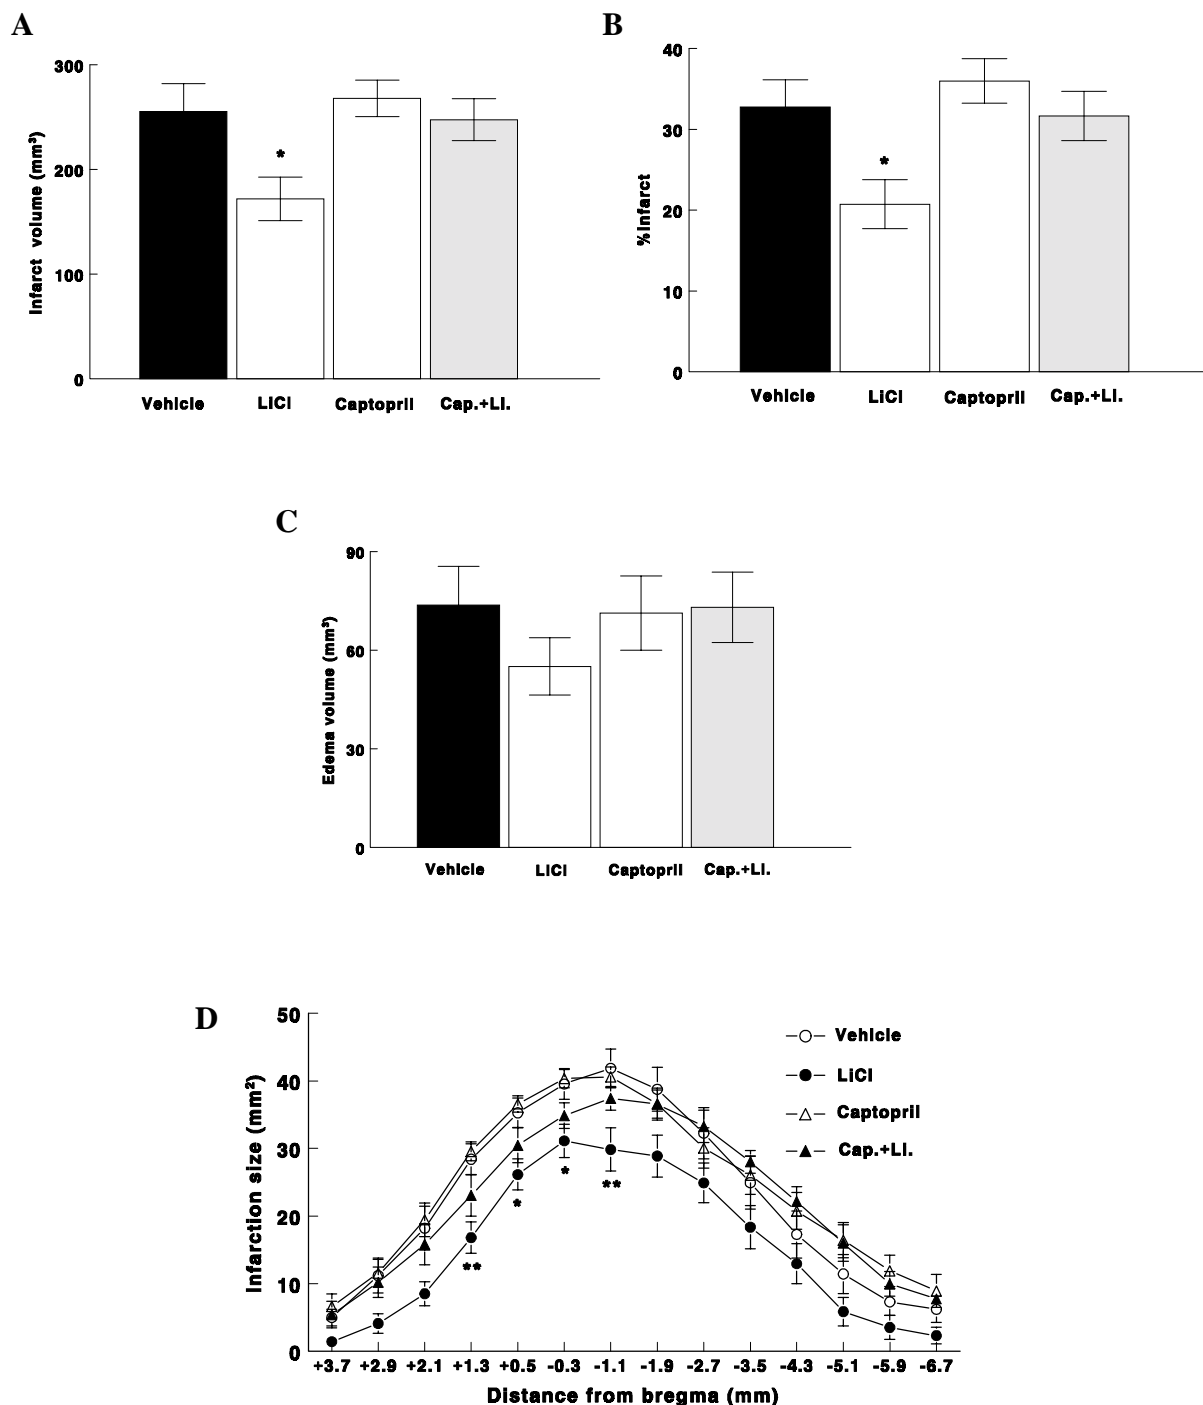 A
B
300
200
100
0
Infarct volume (mm³)
*
Vehicle
LiCl
Captopril
Cap.+Li.
40
30
20
10
0
%Infarct
*
Vehicle
LiCl
Captopril
Cap.+Li.
C
90
60
30
0
Edema volume (mm³)
Vehicle
LiCl
Captopril
Cap.+Li.
D
50
40
30
20
10
0
Infarction size (mm²)
Vehicle
LiCl
Captopril
Cap.+Li.
**
*
*
**
+3.7 +2.9 +2.1 +1.3 +0.5 -0.3 -1.1 -1.9 -2.7 -3.5 -4.3 -5.1 -5.9 -6.7
Distance from bregma (mm)